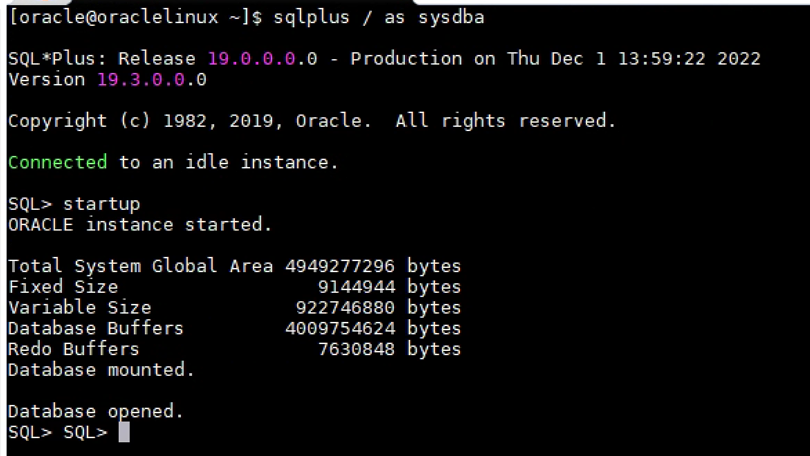 [oracle@oraclelinux ~]$ sqlplus / as sysdba
SQL*Plus: Release 19.0.0.0.0 - Production on Thu Dec 1 13:59:22 2022
Version 19.3.0.0.0
Copyright (c) 1982, 2019, Oracle.  All rights reserved.
Connected to an idle instance.
SQL> startup
ORACLE instance started.
Total System Global Area 4949277296 bytes
Fixed Size                  9144944 bytes
Variable Size             922746880 bytes
Database Buffers         4009754624 bytes
Redo Buffers                7630848 bytes
Database mounted.
Database opened.
SQL> SQL>